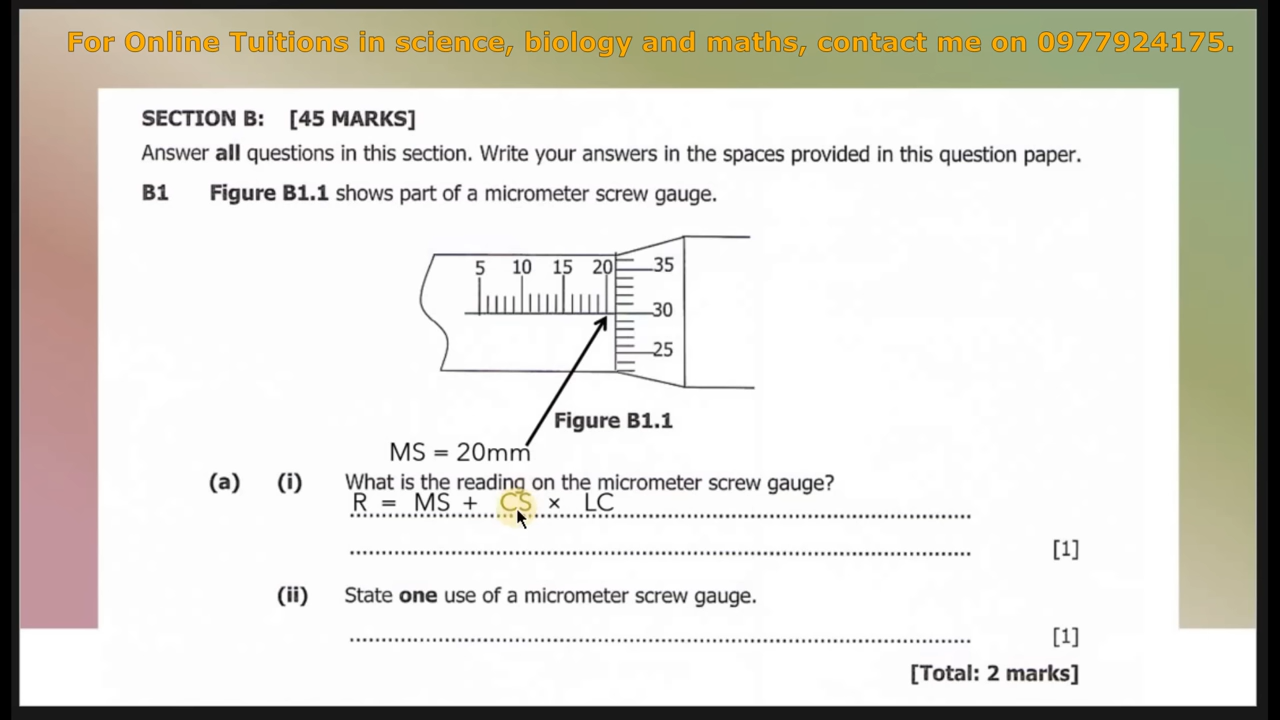 For Online Tuitions in science, biology and maths, contact me on 0977924175.
SECTION B: [45 MARKS]
Answer all questions in this section. Write your answers in the spaces provided in this question paper.
B1 Figure B1.1 shows part of a micrometer screw gauge.
5 10 15 20 35
30
25
Figure B1.1
MS = 20mm
(a) (i) What is the reading on the micrometer screw gauge?
R = MS + CS × LC
[1]
(ii) State one use of a micrometer screw gauge.
[1]
[Total: 2 marks]